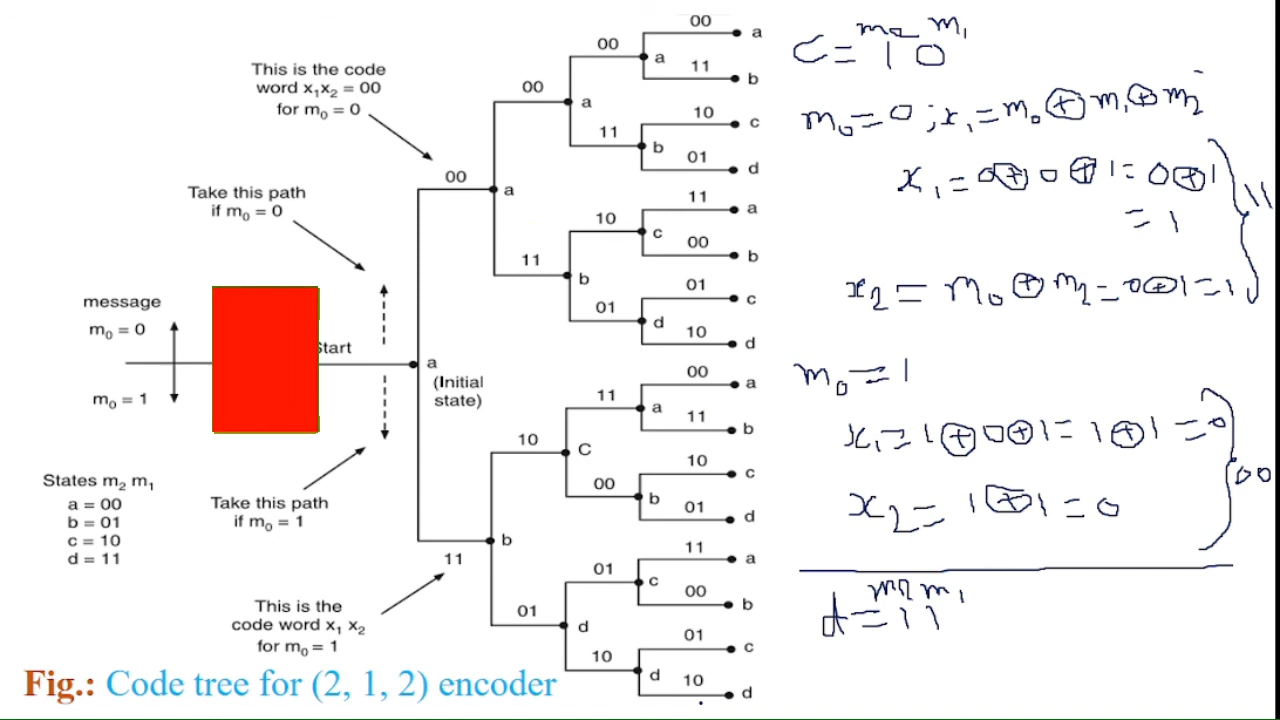 This is the code
word x₁x₂ = 00
for m₀ = 0
Take this path
if m₀ = 0
message
m₀ = 0
m₀ = 1
Start
a
(Initial
state)
States m₂ m₁
a = 00
b = 01
c = 10
d = 11
Take this path
if m₀ = 1
This is the
code word x₁ x₂
for m₀ = 1
00
a
11
b
00
a
11
b
10
c
01
d
00
a
11
b
10
c
01
d
00
a
11
b
10
c
01
d
11
a
00
b
01
c
10
d
10
C
01
d
11
a
00
b
01
c
10
d
00
a
11
b
10
c
01
d
11
a
00
b
01
c
10
d
m₂ m₁
C = 1 0
m₀ = 0 ; x₁ = m₀ ⊕ m₁ ⊕ m₂
x₁ = 0 ⊕ 0 ⊕ 1 = 0 ⊕ 1
= 1
11
x₂ = m₀ ⊕ m₂ = 0 ⊕ 1 = 1
m₀ = 1
x₁ = 1 ⊕ 0 ⊕ 1 = 1 ⊕ 1 = 0
00
x₂ = 1 ⊕ 1 = 0
m₂ m₁
d = 1 1
Fig.: Code tree for (2, 1, 2) encoder